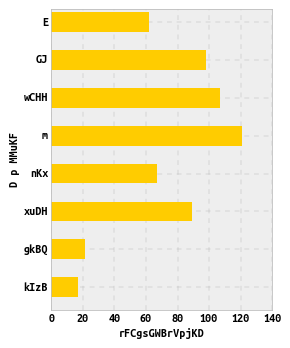 E
GJ
wCHH
m
nKx
xuDH
gkBQ
kIzB
D p MMuKF
0 20 40 60 80 100 120 140
rFCgsGWBrVpjKD